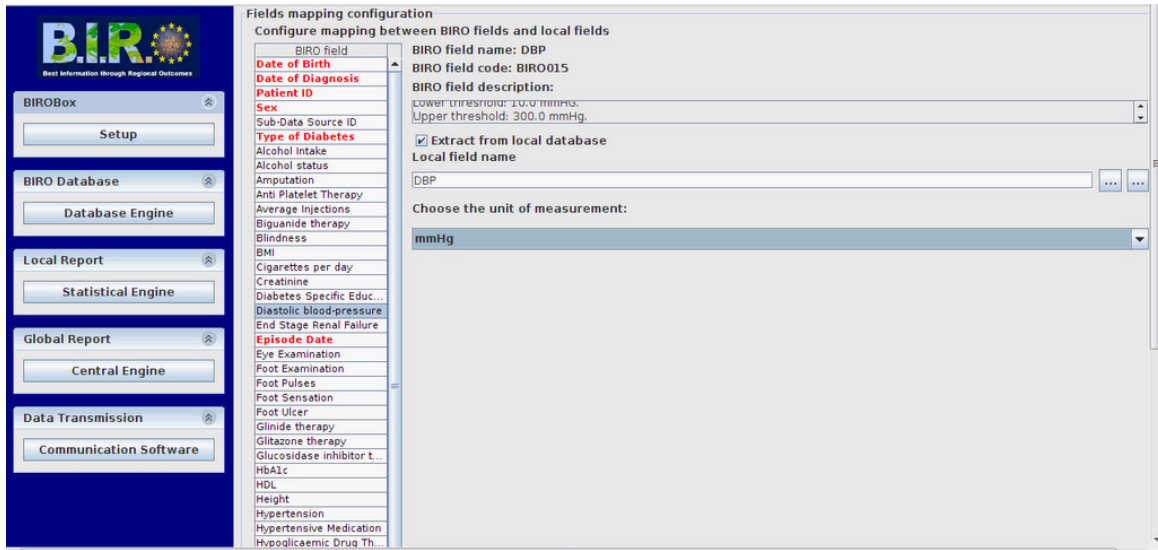 B.I.R.O
Best Information through Regional Outcomes
BIROBox
Setup
BIRO Database
Database Engine
Local Report
Statistical Engine
Global Report
Central Engine
Data Transmission
Communication Software
Fields mapping configuration
Configure mapping between BIRO fields and local fields
BIRO field
Date of Birth
Date of Diagnosis
Patient ID
Sex
Sub-Data Source ID
Type of Diabetes
Alcohol Intake
Alcohol status
Amputation
Anti Platelet Therapy
Average Injections
Biguanide therapy
Blindness
BMI
Cigarettes per day
Creatinine
Diabetes Specific Educ...
Diastolic blood-pressure
End Stage Renal Failure
Episode Date
Eye Examination
Foot Examination
Foot Pulses
Foot Sensation
Foot Ulcer
Glinide therapy
Glitazone therapy
Glucosidase inhibitor t...
HbA1c
HDL
Height
Hypertension
Hypertensive Medication
Hypoglicaemic Drug Th...
BIRO field name: DBP
BIRO field code: BIRO015
BIRO field description:
Lower threshold: 10.0 mmHG.
Upper threshold: 300.0 mmHg.
Extract from local database
Local field name
DBP
... ...
Choose the unit of measurement:
mmHg